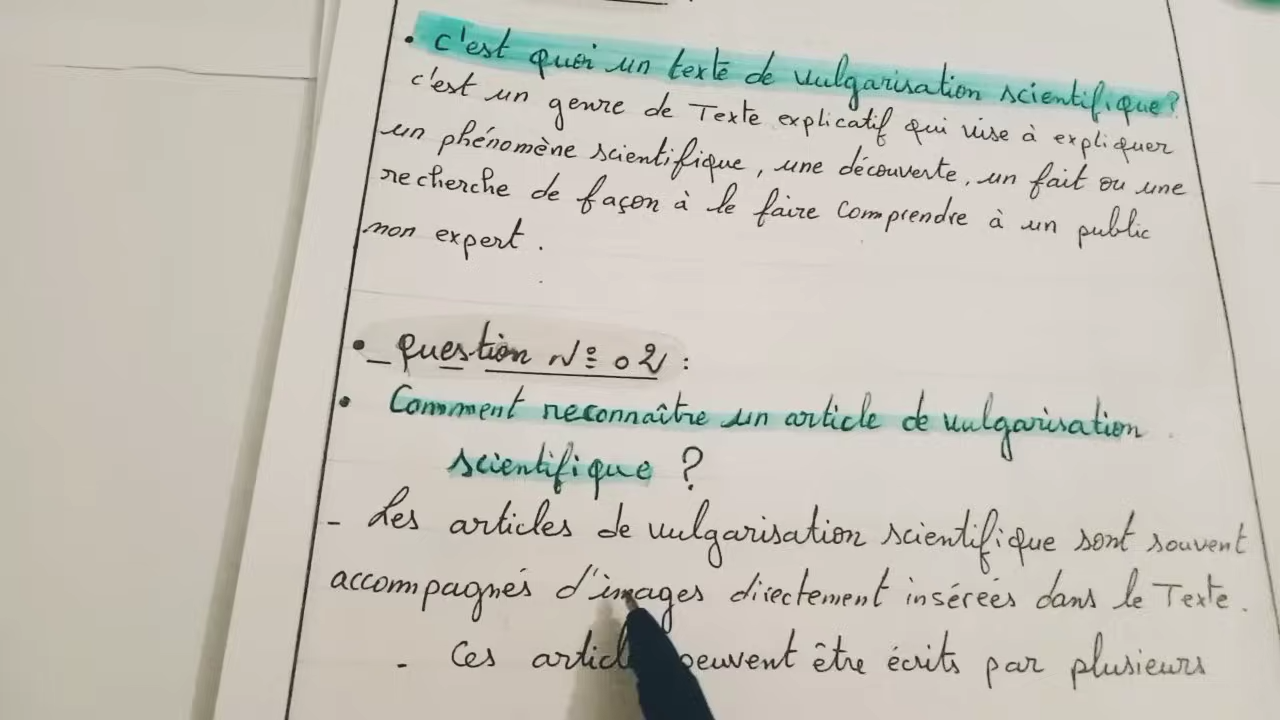 • c'est quoi un texte de vulgarisation scientifique?
c'est un genre de Texte explicatif qui vise à expliquer
un phénomène scientifique, une découverte, un fait ou une
recherche de façon à le faire comprendre à un public
non expert.
• _ Question N° 02 :
• Comment reconnaître un article de vulgarisation
scientifique ?
- Les articles de vulgarisation scientifique sont souvent
accompagnés d'images directement insérées dans le Texte.
- Ces articl peuvent être écrits par plusieurs